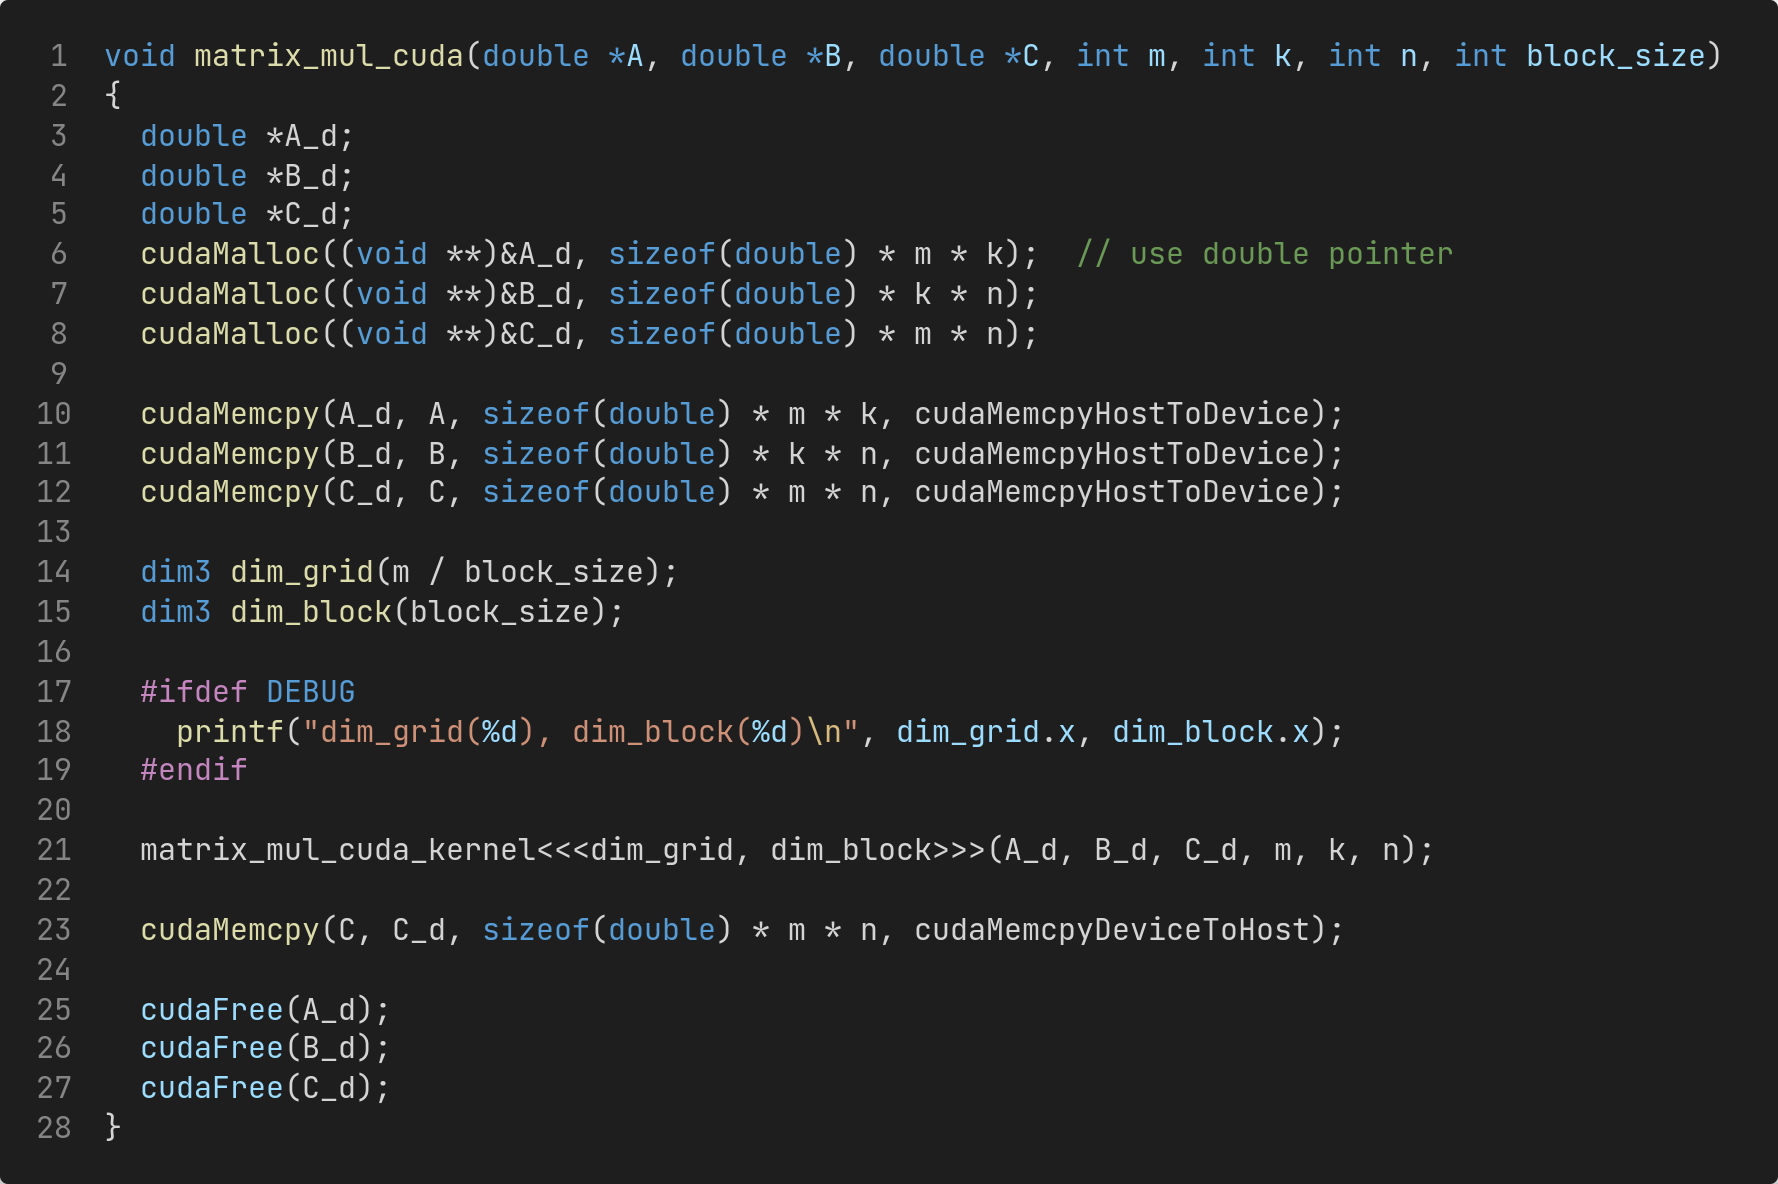 1 void matrix_mul_cuda(double *A, double *B, double *C, int m, int k, int n, int block_size)
2 {
3   double *A_d;
4   double *B_d;
5   double *C_d;
6   cudaMalloc((void **)&A_d, sizeof(double) * m * k);  // use double pointer
7   cudaMalloc((void **)&B_d, sizeof(double) * k * n);
8   cudaMalloc((void **)&C_d, sizeof(double) * m * n);
9
10   cudaMemcpy(A_d, A, sizeof(double) * m * k, cudaMemcpyHostToDevice);
11   cudaMemcpy(B_d, B, sizeof(double) * k * n, cudaMemcpyHostToDevice);
12   cudaMemcpy(C_d, C, sizeof(double) * m * n, cudaMemcpyHostToDevice);
13
14   dim3 dim_grid(m / block_size);
15   dim3 dim_block(block_size);
16
17   #ifdef DEBUG
18     printf("dim_grid(%d), dim_block(%d)\n", dim_grid.x, dim_block.x);
19   #endif
20
21   matrix_mul_cuda_kernel<<<dim_grid, dim_block>>>(A_d, B_d, C_d, m, k, n);
22
23   cudaMemcpy(C, C_d, sizeof(double) * m * n, cudaMemcpyDeviceToHost);
24
25   cudaFree(A_d);
26   cudaFree(B_d);
27   cudaFree(C_d);
28 }